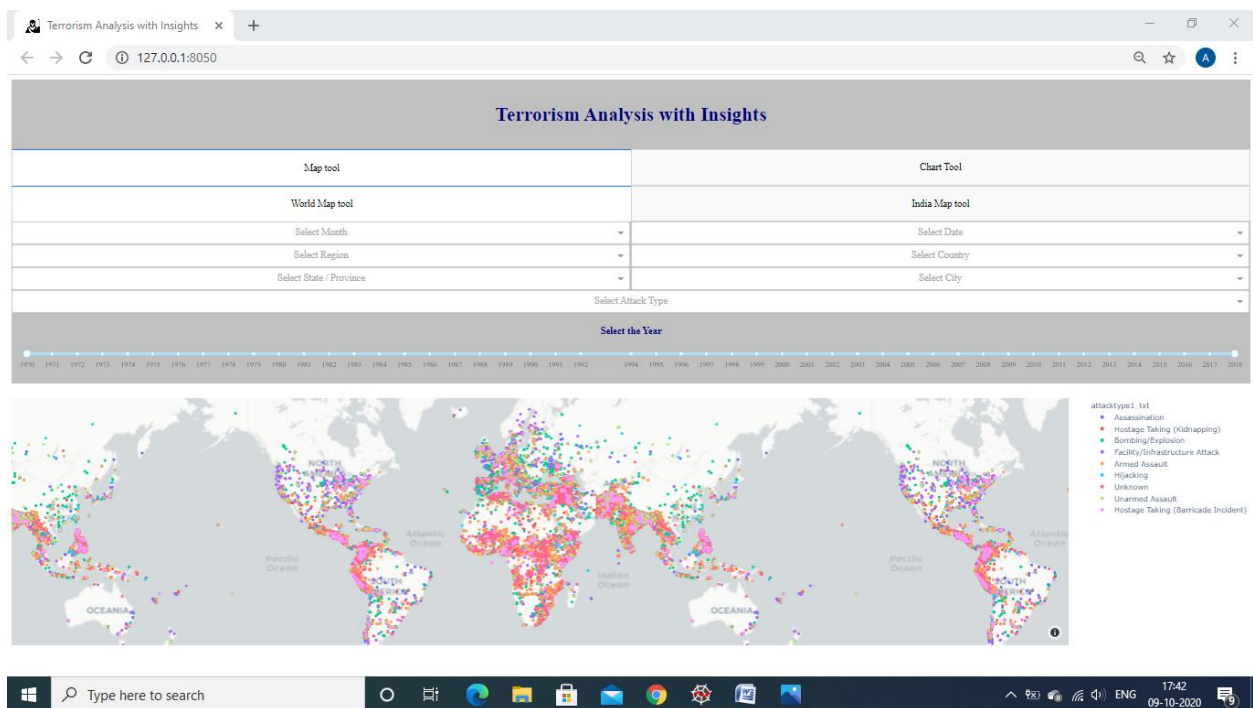 Terrorism Analysis with Insights
127.0.0.1:8050
A
Terrorism Analysis with Insights
Map tool Chart Tool
World Map tool India Map tool
Select Month Select Date
Select Region Select Country
Select State / Province Select City
Select Attack Type
Select the Year
1970 1971 1972 1973 1974 1975 1976 1977 1978 1979 1980 1981 1982 1983 1984 1985 1986 1987 1988 1989 1990 1991 1992 1994 1995 1996 1997 1998 1999 2000 2001 2002 2003 2004 2005 2006 2007 2008 2009 2010 2011 2012 2013 2014 2015 2016 2017 2018
attacktype1_txt
Assassination
Hostage Taking (Kidnapping)
Bombing/Explosion
Facility/Infrastructure Attack
Armed Assault
Hijacking
Unknown
Unarmed Assault
Hostage Taking (Barricade Incident)
NORTH
NORTH
Atlantic
Ocean
Atlantic
Ocean
Pacific
Ocean
Pacific
Ocean
Indian
Ocean
SOUTH
SOUTH
OCEANIA
OCEANIA
Type here to search
ENG
17:42
09-10-2020
9